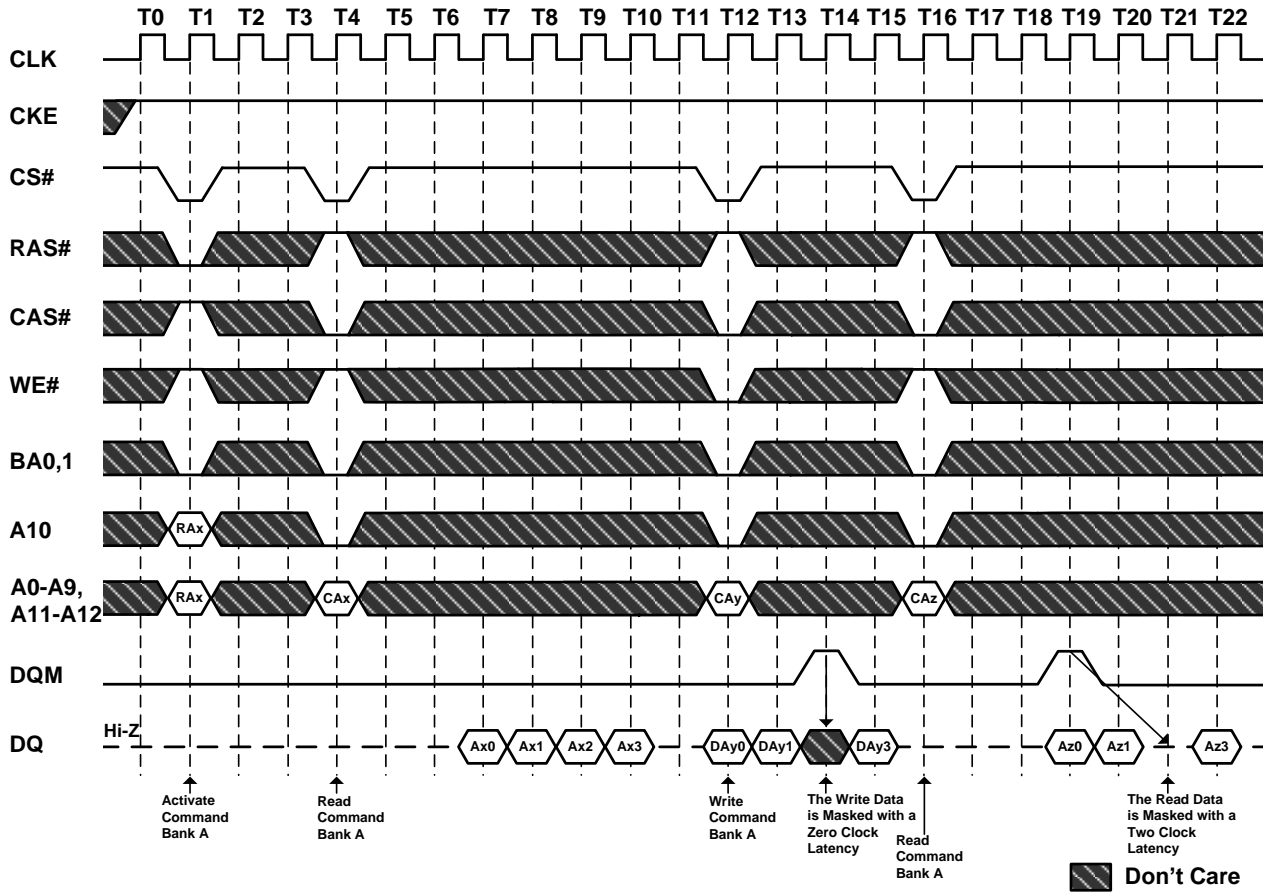 T0 T1 T2 T3 T4 T5 T6 T7 T8 T9 T10 T11 T12 T13 T14 T15 T16 T17 T18 T19 T20 T21 T22
CLK
CKE
CS#
RAS#
CAS#
WE#
BA0,1
A10
RAx
A0-A9,
A11-A12
RAx CAx CAy CAz
DQM
Hi-Z
DQ
Ax0 Ax1 Ax2 Ax3 DAy0 DAy1 DAy3 Az0 Az1 Az3
Activate
Command
Bank A
Read
Command
Bank A
Write
Command
Bank A
The Write Data
is Masked with a
Zero Clock
Latency
Read
Command
Bank A
The Read Data
is Masked with a
Two Clock
Latency
Don't Care